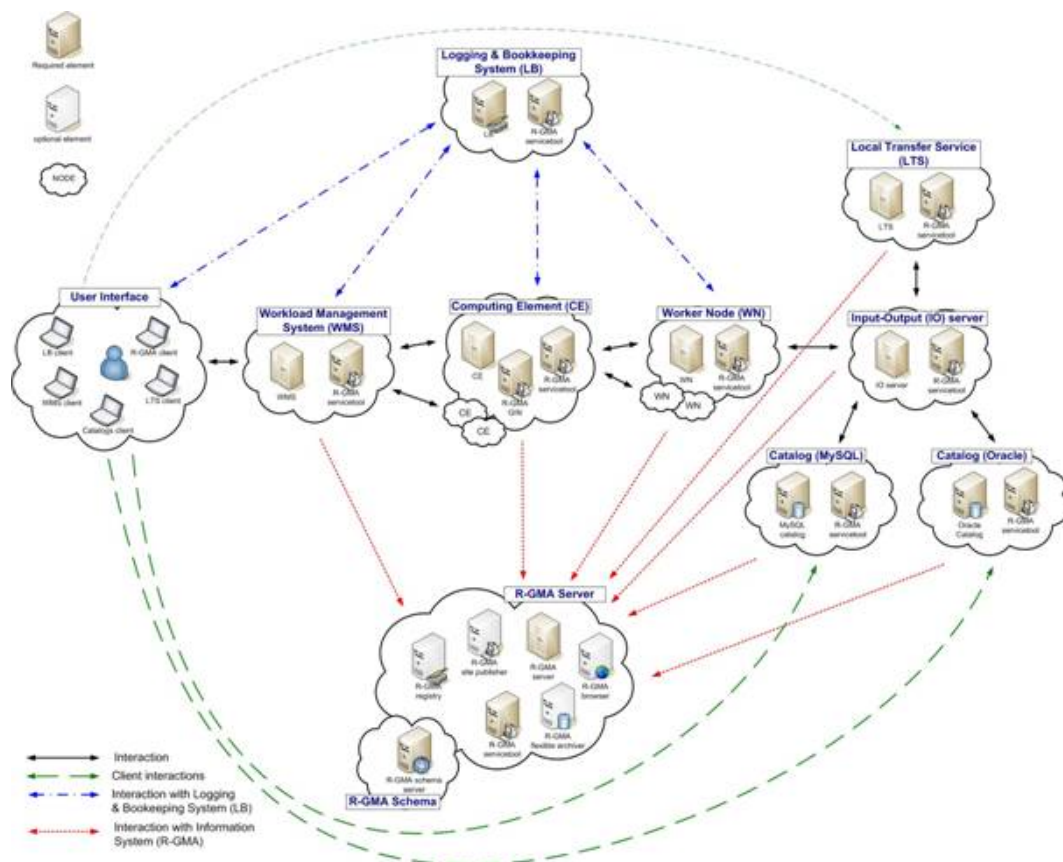 Required element
optional element
NODE
Logging & Bookkeeping
System (LB)
LB
R-GMA
servicetool
Local Transfer Service
(LTS)
LTS
R-GMA
servicetool
User Interface
LB client
R-GMA client
WMS client
LTS client
Catalogs client
Workload Management
System (WMS)
WMS
R-GMA
servicetool
Computing Element (CE)
CE
R-GMA
GIN
R-GMA
servicetool
CE
CE
Worker Node (WN)
WN
R-GMA
servicetool
WN
WN
Input-Output (IO) server
IO server
R-GMA
servicetool
Catalog (MySQL)
MySQL
catalog
R-GMA
servicetool
Catalog (Oracle)
Oracle
Catalog
R-GMA
servicetool
R-GMA Server
R-GMA
registry
R-GMA
site publisher
R-GMA
server
R-GMA
browser
R-GMA
servicetool
R-GMA
flexible archiver
R-GMA schema
server
R-GMA Schema
Interaction
Client interactions
Interaction with Logging
& Bookeeping System (LB)
Interaction with Information
System (R-GMA)